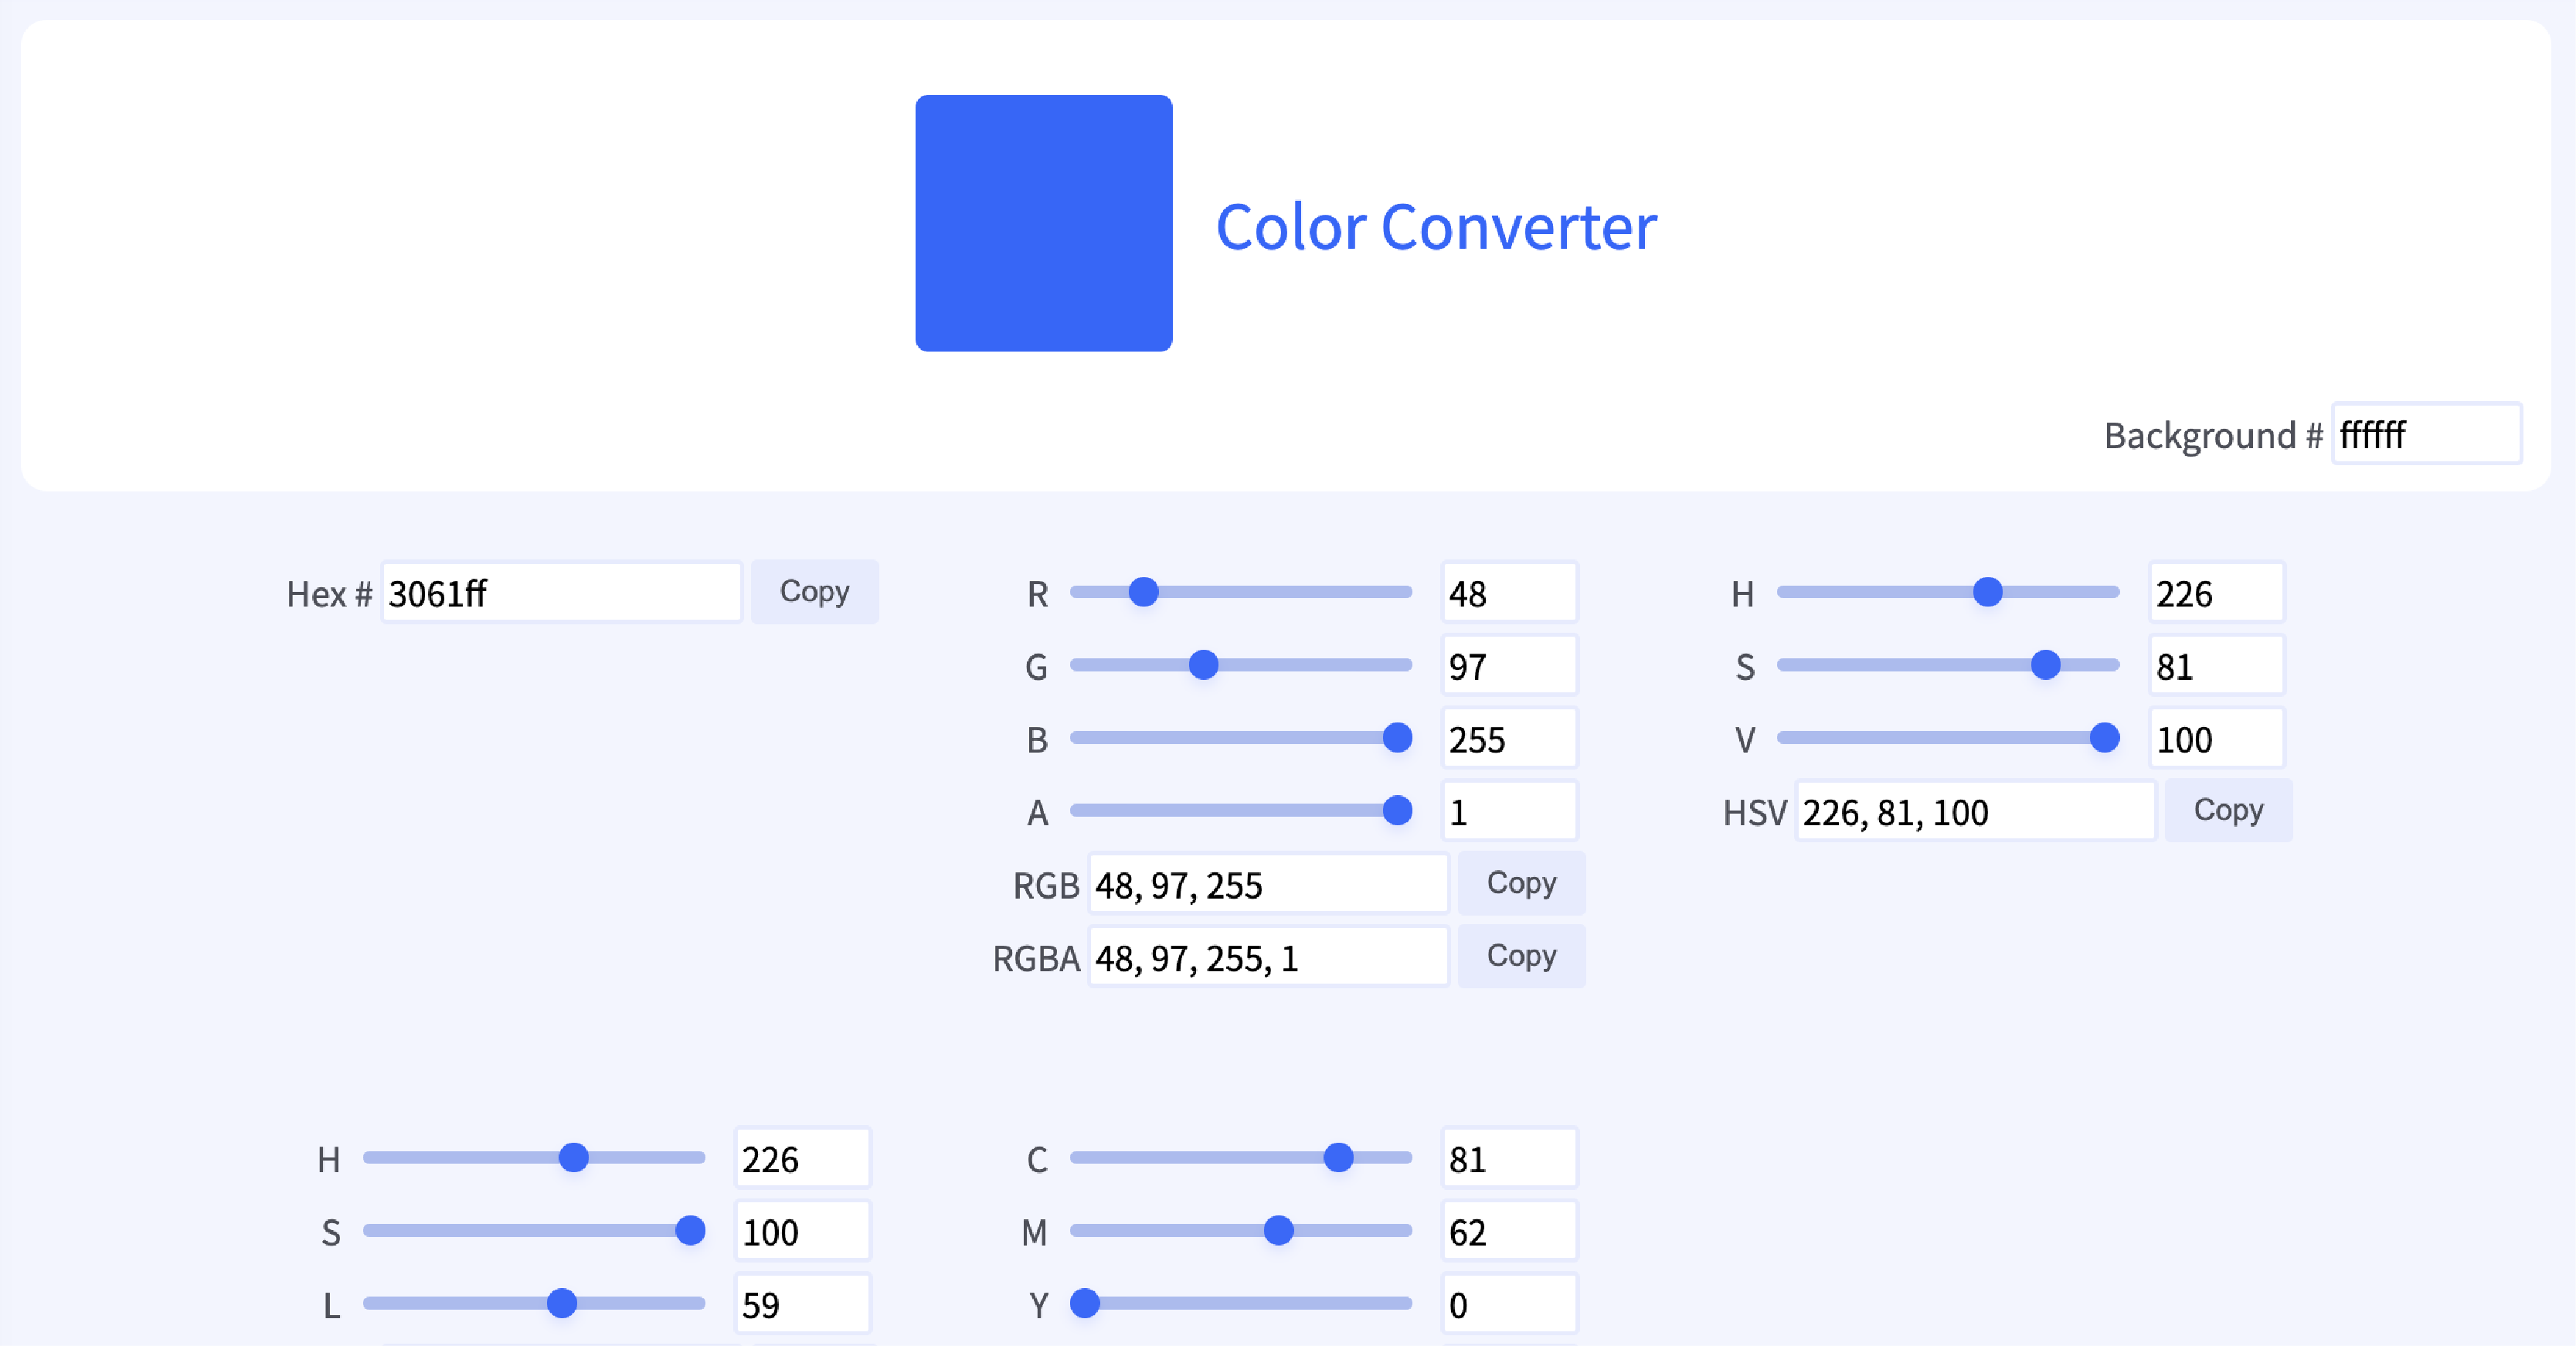 Color Converter
Background # ffffff
Hex # 3061ff Copy
R 48
G 97
B 255
A 1
RGB 48, 97, 255 Copy
RGBA 48, 97, 255, 1 Copy
H 226
S 81
V 100
HSV 226, 81, 100 Copy
H 226
S 100
L 59
C 81
M 62
Y 0